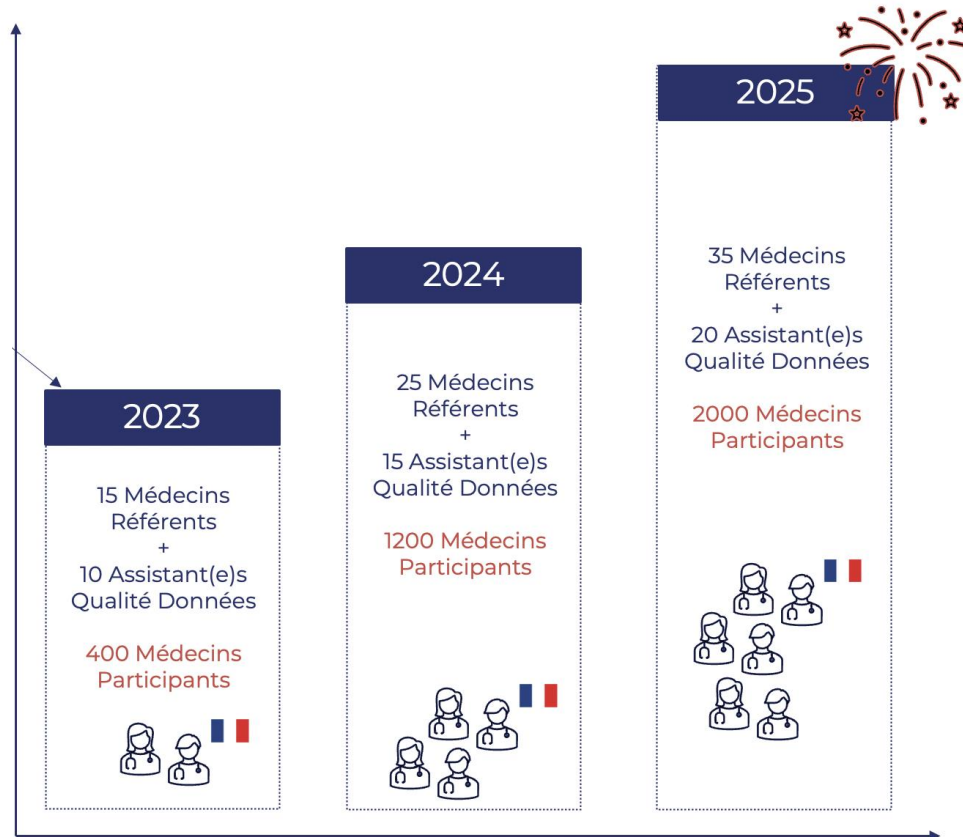 2023
15 Médecins
Référents
+
10 Assistant(e)s
Qualité Données
400 Médecins
Participants
2024
25 Médecins
Référents
+
15 Assistant(e)s
Qualité Données
1200 Médecins
Participants
2025
35 Médecins
Référents
+
20 Assistant(e)s
Qualité Données
2000 Médecins
Participants